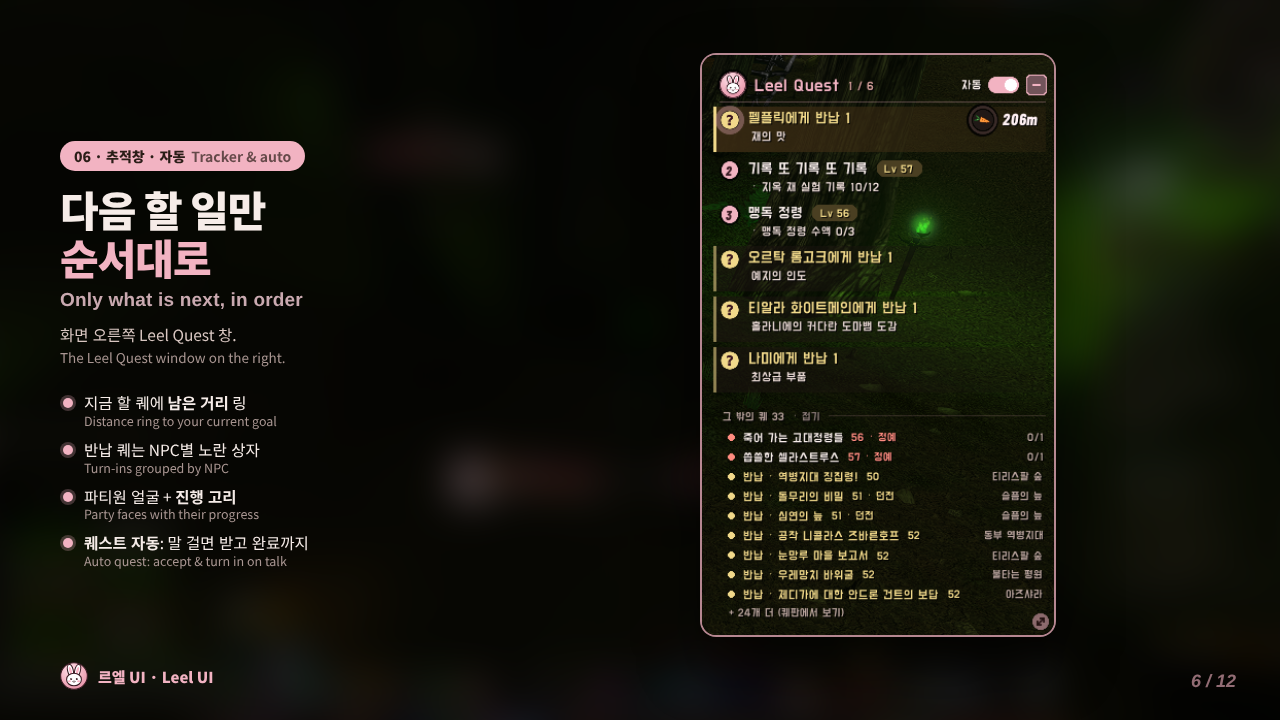 06 · 추적창 · 자동 Tracker & auto
다음 할 일만
순서대로
Only what is next, in order
화면 오른쪽 Leel Quest 창.
The Leel Quest window on the right.
지금 할 퀘에 남은 거리 링
Distance ring to your current goal
반납 퀘는 NPC별 노란 상자
Turn-ins grouped by NPC
파티원 얼굴 + 진행 고리
Party faces with their progress
퀘스트 자동: 말 걸면 받고 완료까지
Auto quest: accept & turn in on talk
르엘 UI · Leel UI
Leel Quest 1 / 6 자동
? 펠플릭에게 반납 1 206m
재의 맛
2 기록 또 기록 또 기록 Lv 57
· 지옥 재 실험 기록 10/12
3 맹독 정령 Lv 56
· 맹독 정령 수액 0/3
? 오르탁 롬고크에게 반납 1
예지의 인도
? 티알라 화이트메인에게 반납 1
홀라니에의 커다란 도마뱀 도감
? 나미에게 반납 1
최상급 부품
그 밖의 퀘 33 · 접기
죽어 가는 고대정령들 56 · 정예 0/1
씁쓸한 셀라스트루스 57 · 정예 0/1
반납 · 역병지대 징집령! 50 티리스팔 숲
반납 · 돌무리의 비밀 51 · 던전 슬픔의 늪
반납 · 심연의 늪 51 · 던전 슬픔의 늪
반납 · 공작 니콜라스 즈바른호프 52 동부 역병지대
반납 · 눈망루 마을 보고서 52 티리스팔 숲
반납 · 우레망치 바위굴 52 불타는 평원
반납 · 제디가에 대한 안드론 건트의 보답 52 아즈샤라
+ 24개 더 (퀘판에서 보기)
6 / 12